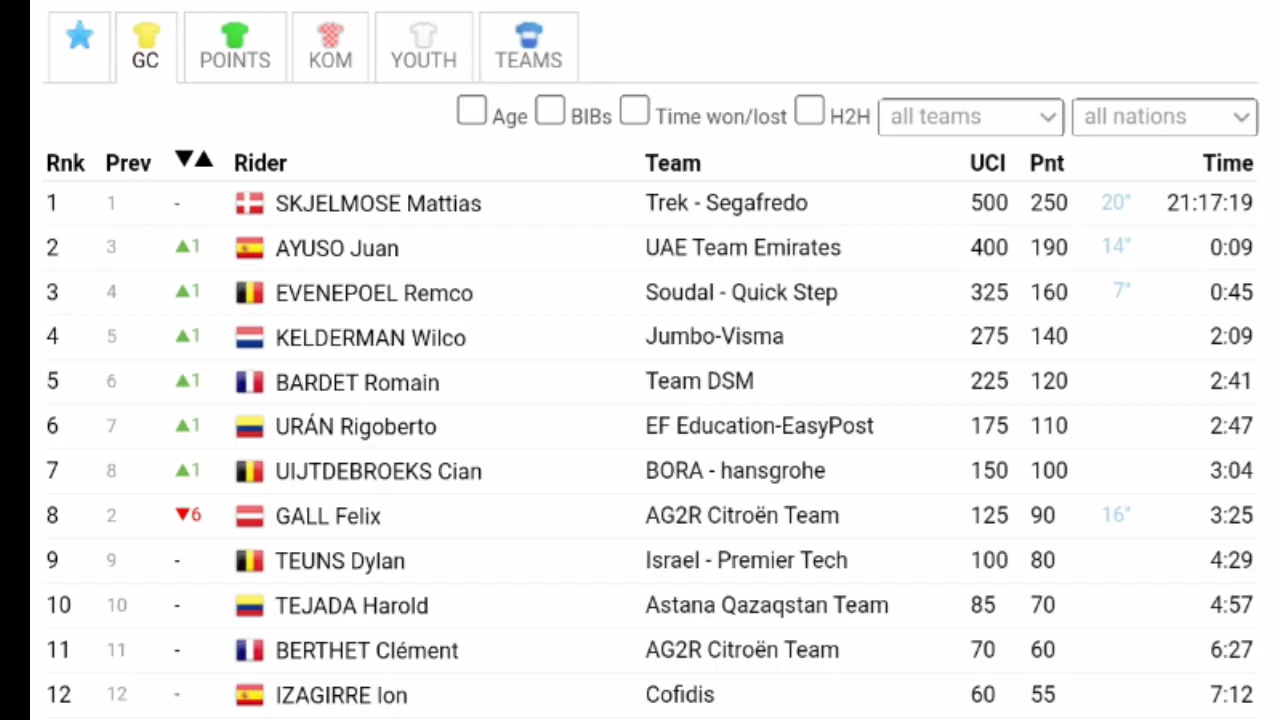 GC POINTS KOM YOUTH TEAMS
Age BIBs Time won/lost H2H all teams all nations
Rnk Prev ▼▲ Rider Team UCI Pnt Time
1 1 - SKJELMOSE Mattias Trek - Segafredo 500 250 20" 21:17:19
2 3 ▲1 AYUSO Juan UAE Team Emirates 400 190 14" 0:09
3 4 ▲1 EVENEPOEL Remco Soudal - Quick Step 325 160 7" 0:45
4 5 ▲1 KELDERMAN Wilco Jumbo-Visma 275 140 2:09
5 6 ▲1 BARDET Romain Team DSM 225 120 2:41
6 7 ▲1 URÁN Rigoberto EF Education-EasyPost 175 110 2:47
7 8 ▲1 UIJTDEBROEKS Cian BORA - hansgrohe 150 100 3:04
8 2 ▼6 GALL Felix AG2R Citroën Team 125 90 16" 3:25
9 9 - TEUNS Dylan Israel - Premier Tech 100 80 4:29
10 10 - TEJADA Harold Astana Qazaqstan Team 85 70 4:57
11 11 - BERTHET Clément AG2R Citroën Team 70 60 6:27
12 12 - IZAGIRRE Ion Cofidis 60 55 7:12